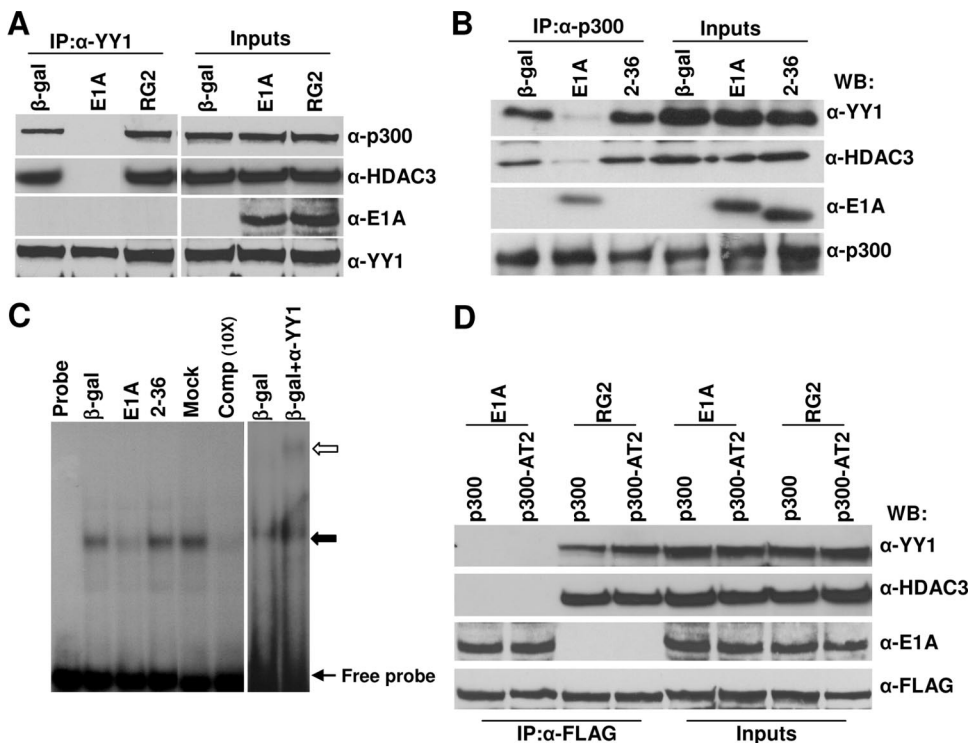 A
IP:α-YY1 Inputs
β-gal E1A RG2 E1A RG2
α-p300
α-HDAC3
α-E1A
α-YY1
B
IP:α-p300 Inputs
β-gal E1A 2-36 β-gal E1A 2-36 WB:
α-YY1
α-HDAC3
α-E1A
α-p300
C
Probe β-gal E1A 2-36 Mock Comp (10X) β-gal β-gal+α-YY1
Free probe
D
E1A RG2 E1A RG2
p300 p300-AT2 p300 p300-AT2 p300 p300-AT2 p300 p300-AT2 WB:
α-YY1
α-HDAC3
α-E1A
α-FLAG
IP:α-FLAG Inputs